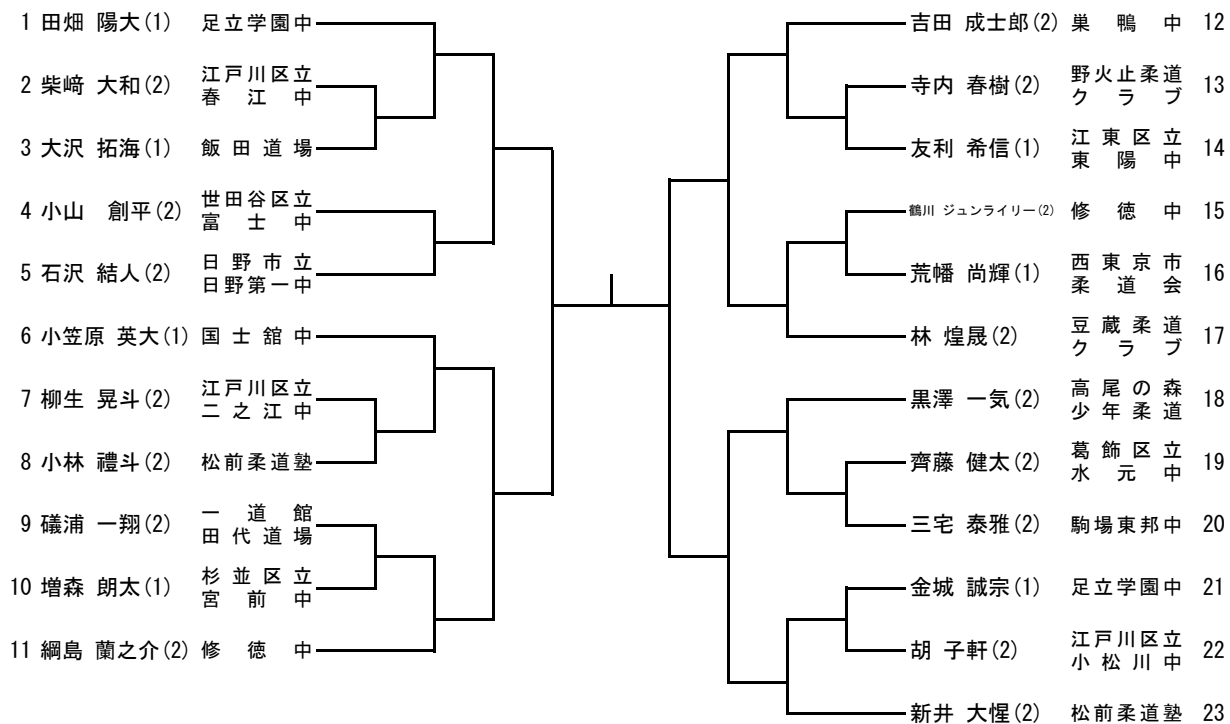 1 田畑 陽大(1) 足立学園中
2 柴﨑 大和(2) 江戸川区立
春江中
3 大沢 拓海(1) 飯田道場
4 小山 創平(2) 世田谷区立
富士中
5 石沢 結人(2) 日野市立
日野第一中
6 小笠原 英大(1) 国士舘中
7 柳生 晃斗(2) 江戸川区立
二之江中
8 小林 禮斗(2) 松前柔道塾
9 礒浦 一翔(2) 一道館
田代道場
10 増森 朗太(1) 杉並区立
宮前中
11 綱島 蘭之介(2) 修徳中
吉田 成士郎(2) 巣鴨中 12
寺内 春樹(2) 野火止柔道
クラブ 13
友利 希信(1) 江東区立
東陽中 14
鶴川 ジュンライリー(2) 修徳中 15
荒幡 尚輝(1) 西東京市
柔道会 16
林 煌晟(2) 豆蔵柔道
クラブ 17
黒澤 一気(2) 高尾の森
少年柔道 18
齊藤 健太(2) 葛飾区立
水元中 19
三宅 泰雅(2) 駒場東邦中 20
金城 誠宗(1) 足立学園中 21
胡 子軒(2) 江戸川区立
小松川中 22
新井 大惺(2) 松前柔道塾 23